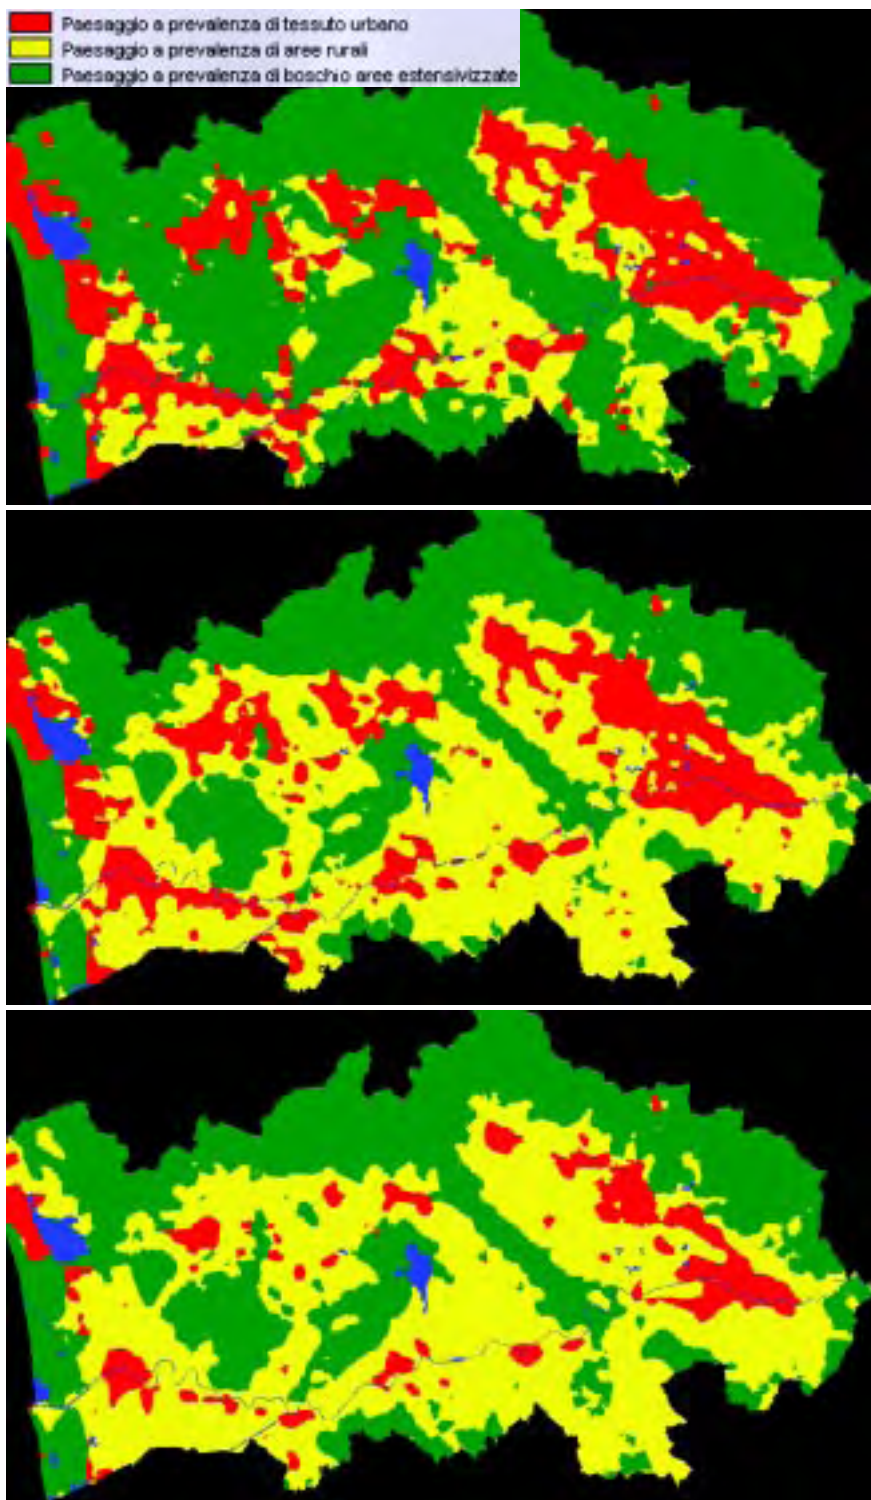 Paesaggio a prevalenza di tessuto urbano
Paesaggio a prevalenza di aree rurali
Paesaggio a prevalenza di boschio aree estensivizzate